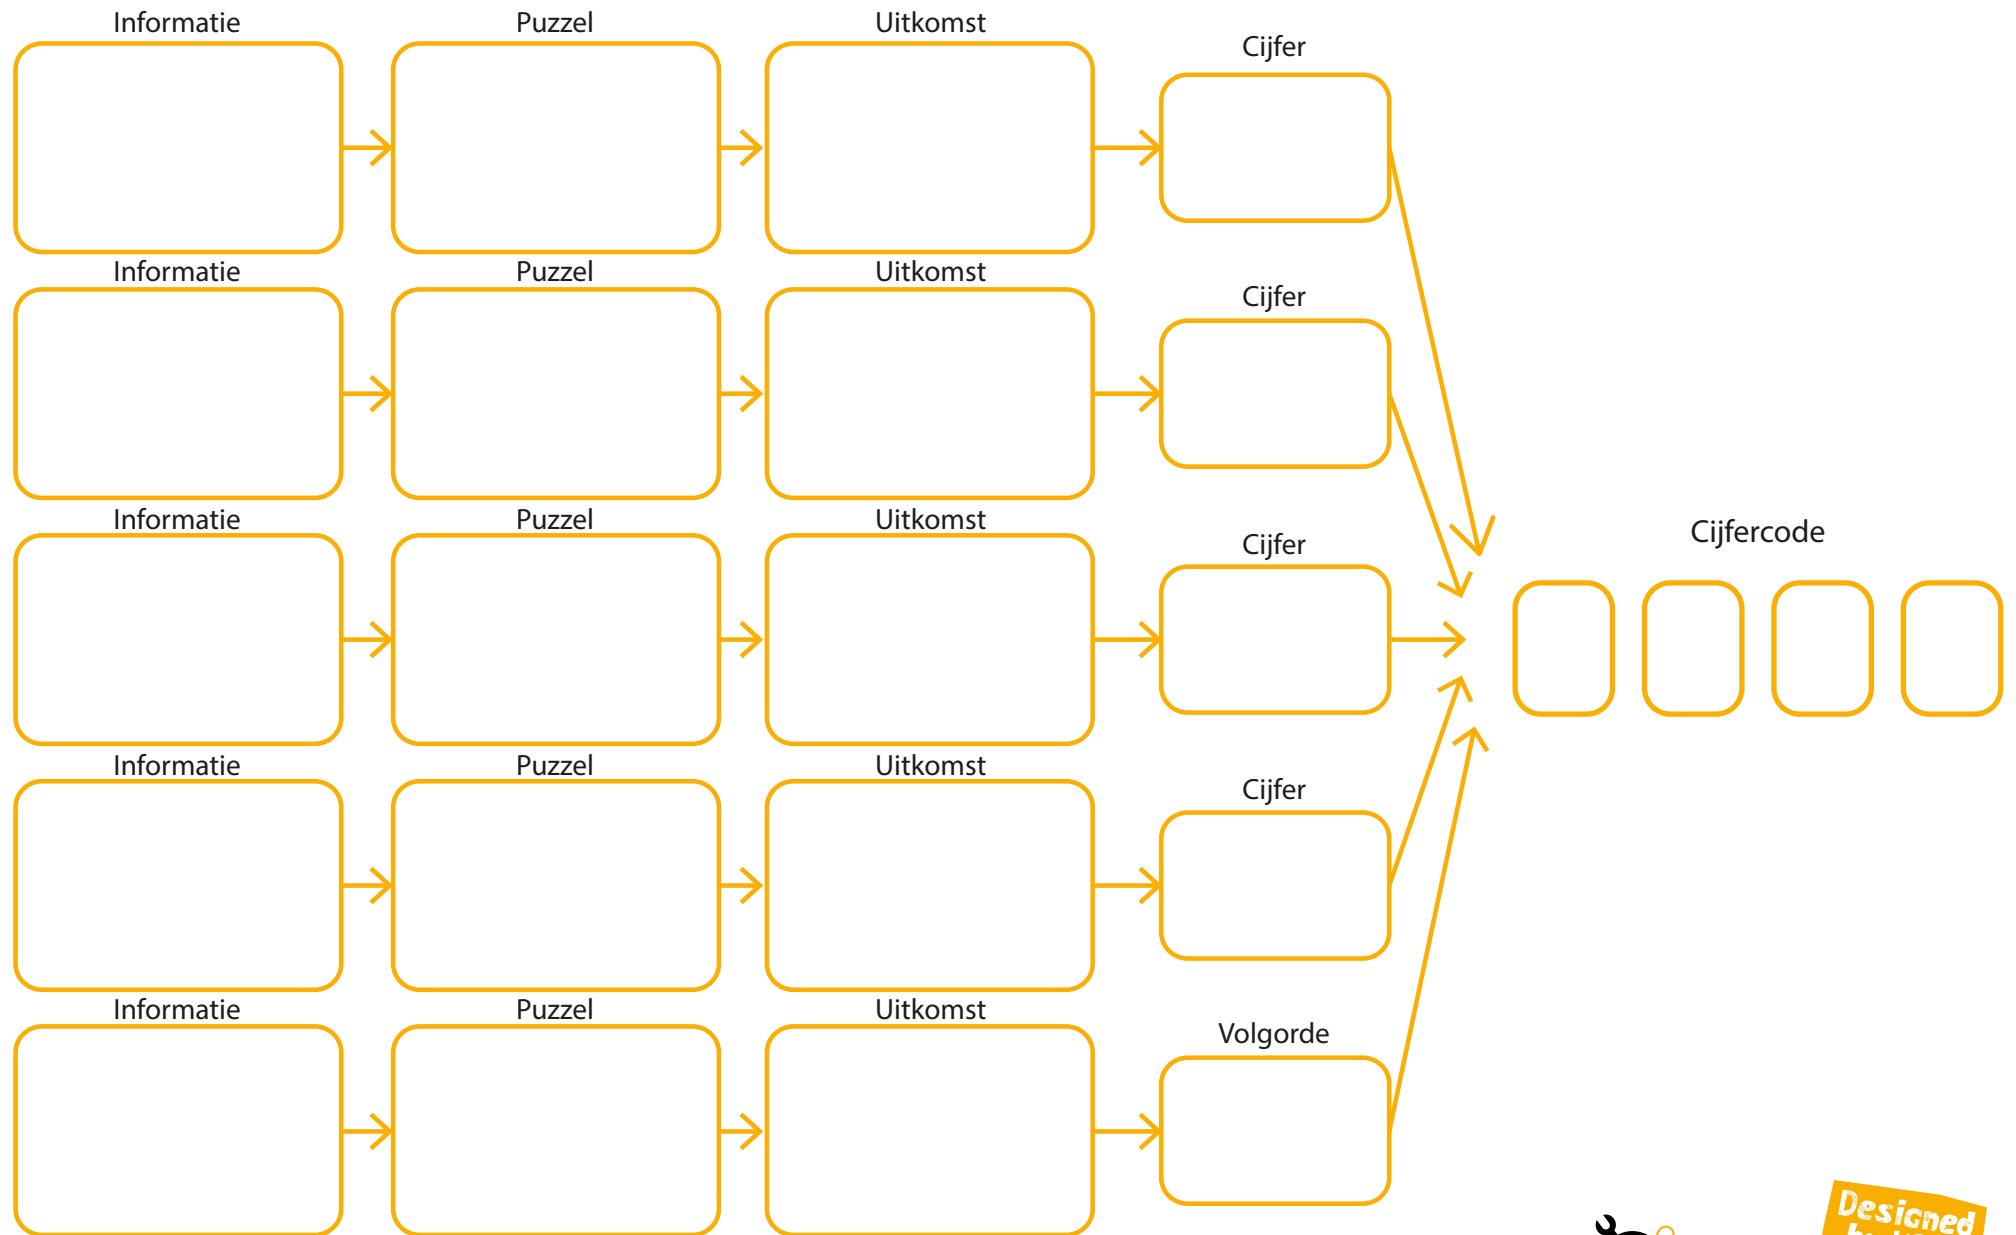 Informatie Puzzel Uitkomst Cijfer
Informatie Puzzel Uitkomst Cijfer
Informatie Puzzel Uitkomst Cijfer
Cijfercode
Informatie Puzzel Uitkomst Cijfer
Informatie Puzzel Uitkomst Volgorde
Designed